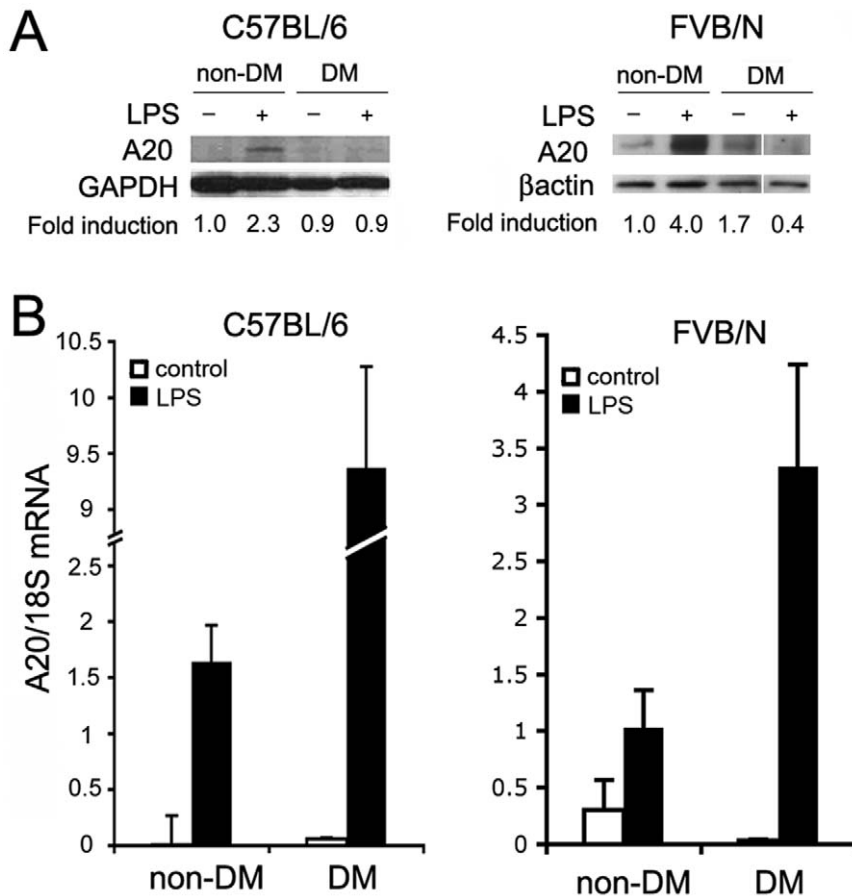 A
C57BL/6
non-DM DM
LPS − + − +
A20
GAPDH
Fold induction 1.0 2.3 0.9 0.9
FVB/N
non-DM DM
LPS − + − +
A20
βactin
Fold induction 1.0 4.0 1.7 0.4
B
C57BL/6
control
LPS
A20/18S mRNA
10.5
10
9.5
9
2.5
2
1.5
1
0.5
0
non-DM DM
FVB/N
control
LPS
4.5
4
3.5
3
2.5
2
1.5
1
0.5
0
non-DM DM